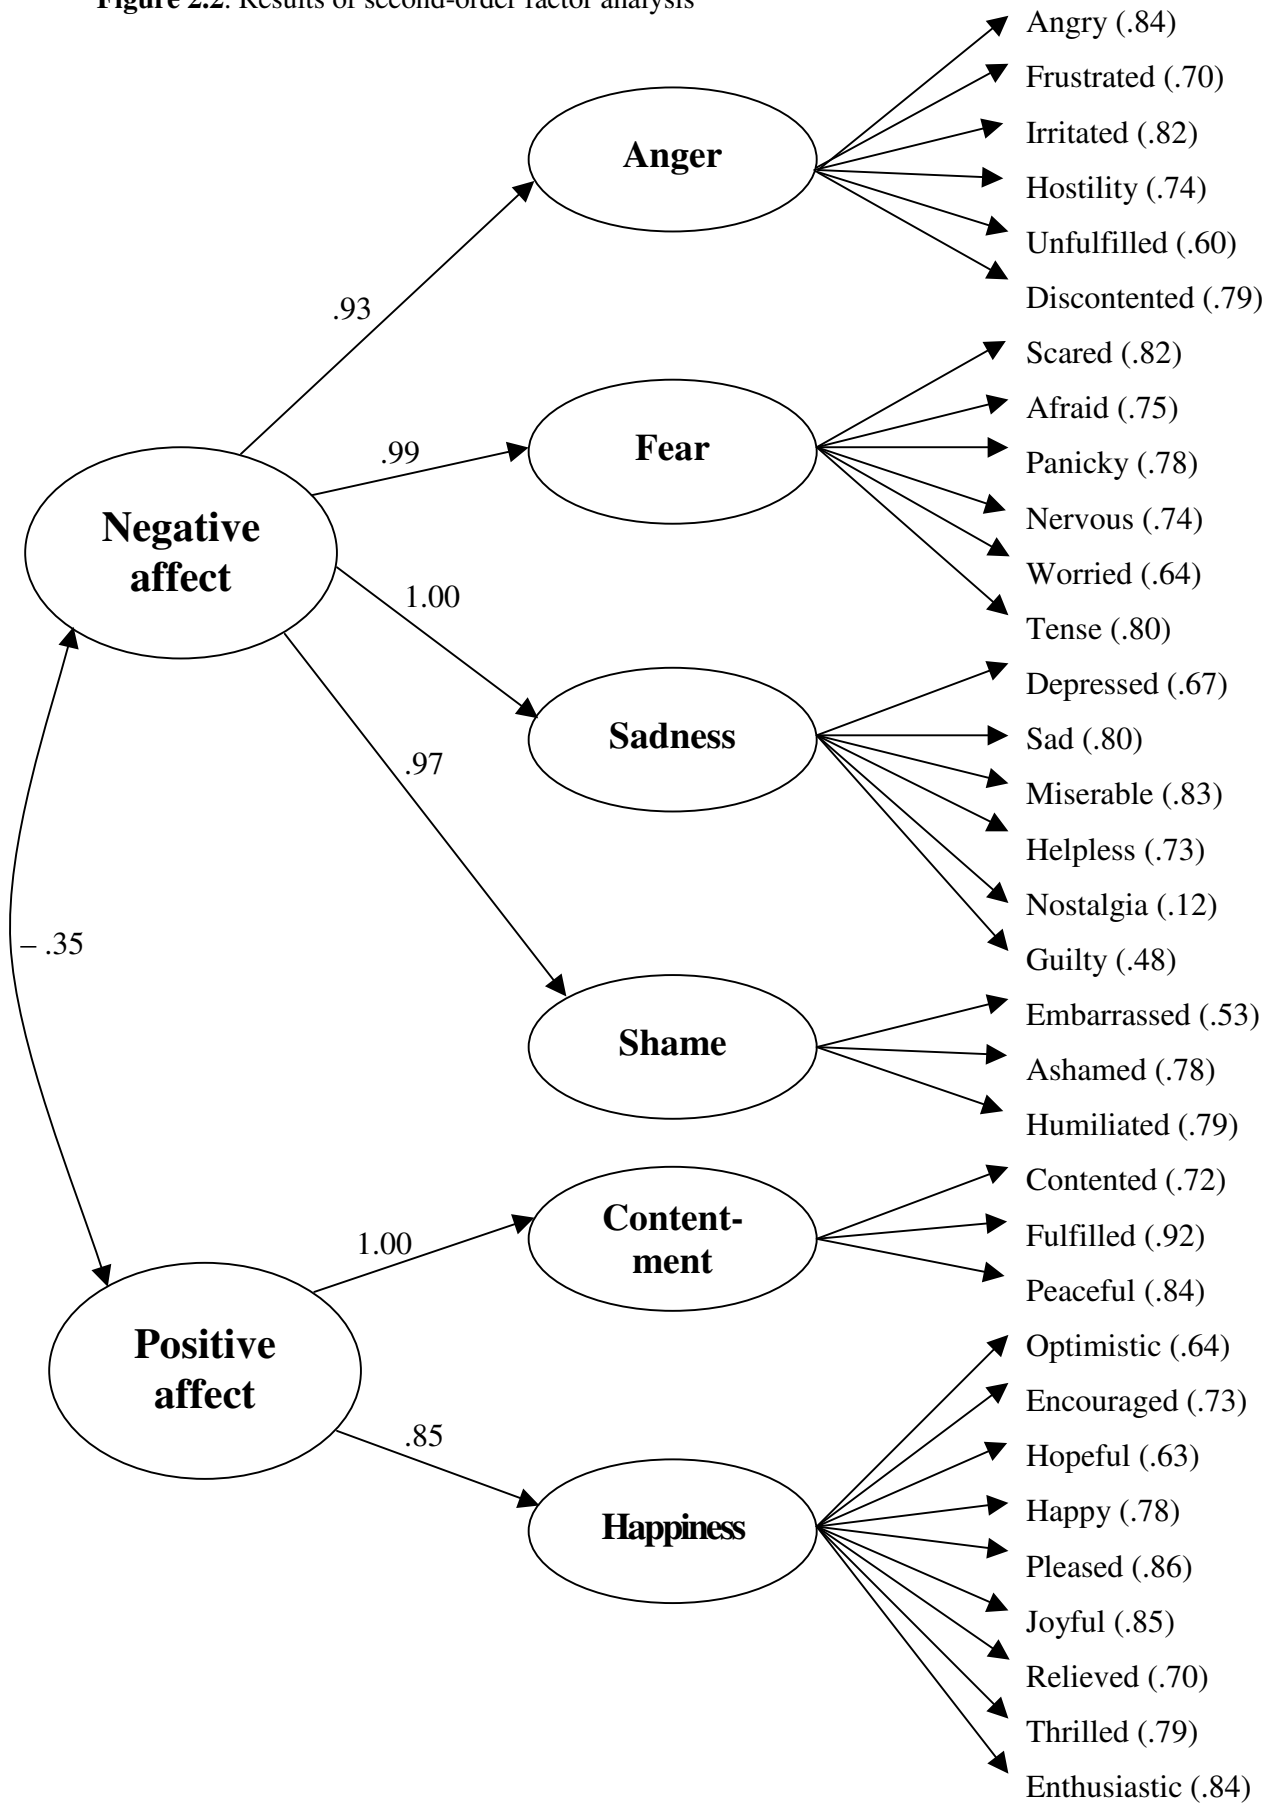 Figure 2.2. Results of second-order factor analysis
Angry (.84)
Frustrated (.70)
Irritated (.82)
Hostility (.74)
Unfulfilled (.60)
Discontented (.79)
Anger
.93
Scared (.82)
Afraid (.75)
Panicky (.78)
Nervous (.74)
Worried (.64)
Tense (.80)
Fear
.99
Negative
affect
1.00
Depressed (.67)
Sad (.80)
Miserable (.83)
Helpless (.73)
Nostalgia (.12)
Guilty (.48)
Sadness
.97
– .35
Embarrassed (.53)
Ashamed (.78)
Humiliated (.79)
Shame
Contented (.72)
Fulfilled (.92)
Peaceful (.84)
Content-
ment
1.00
Positive
affect
.85
Optimistic (.64)
Encouraged (.73)
Hopeful (.63)
Happy (.78)
Pleased (.86)
Joyful (.85)
Relieved (.70)
Thrilled (.79)
Enthusiastic (.84)
Happiness